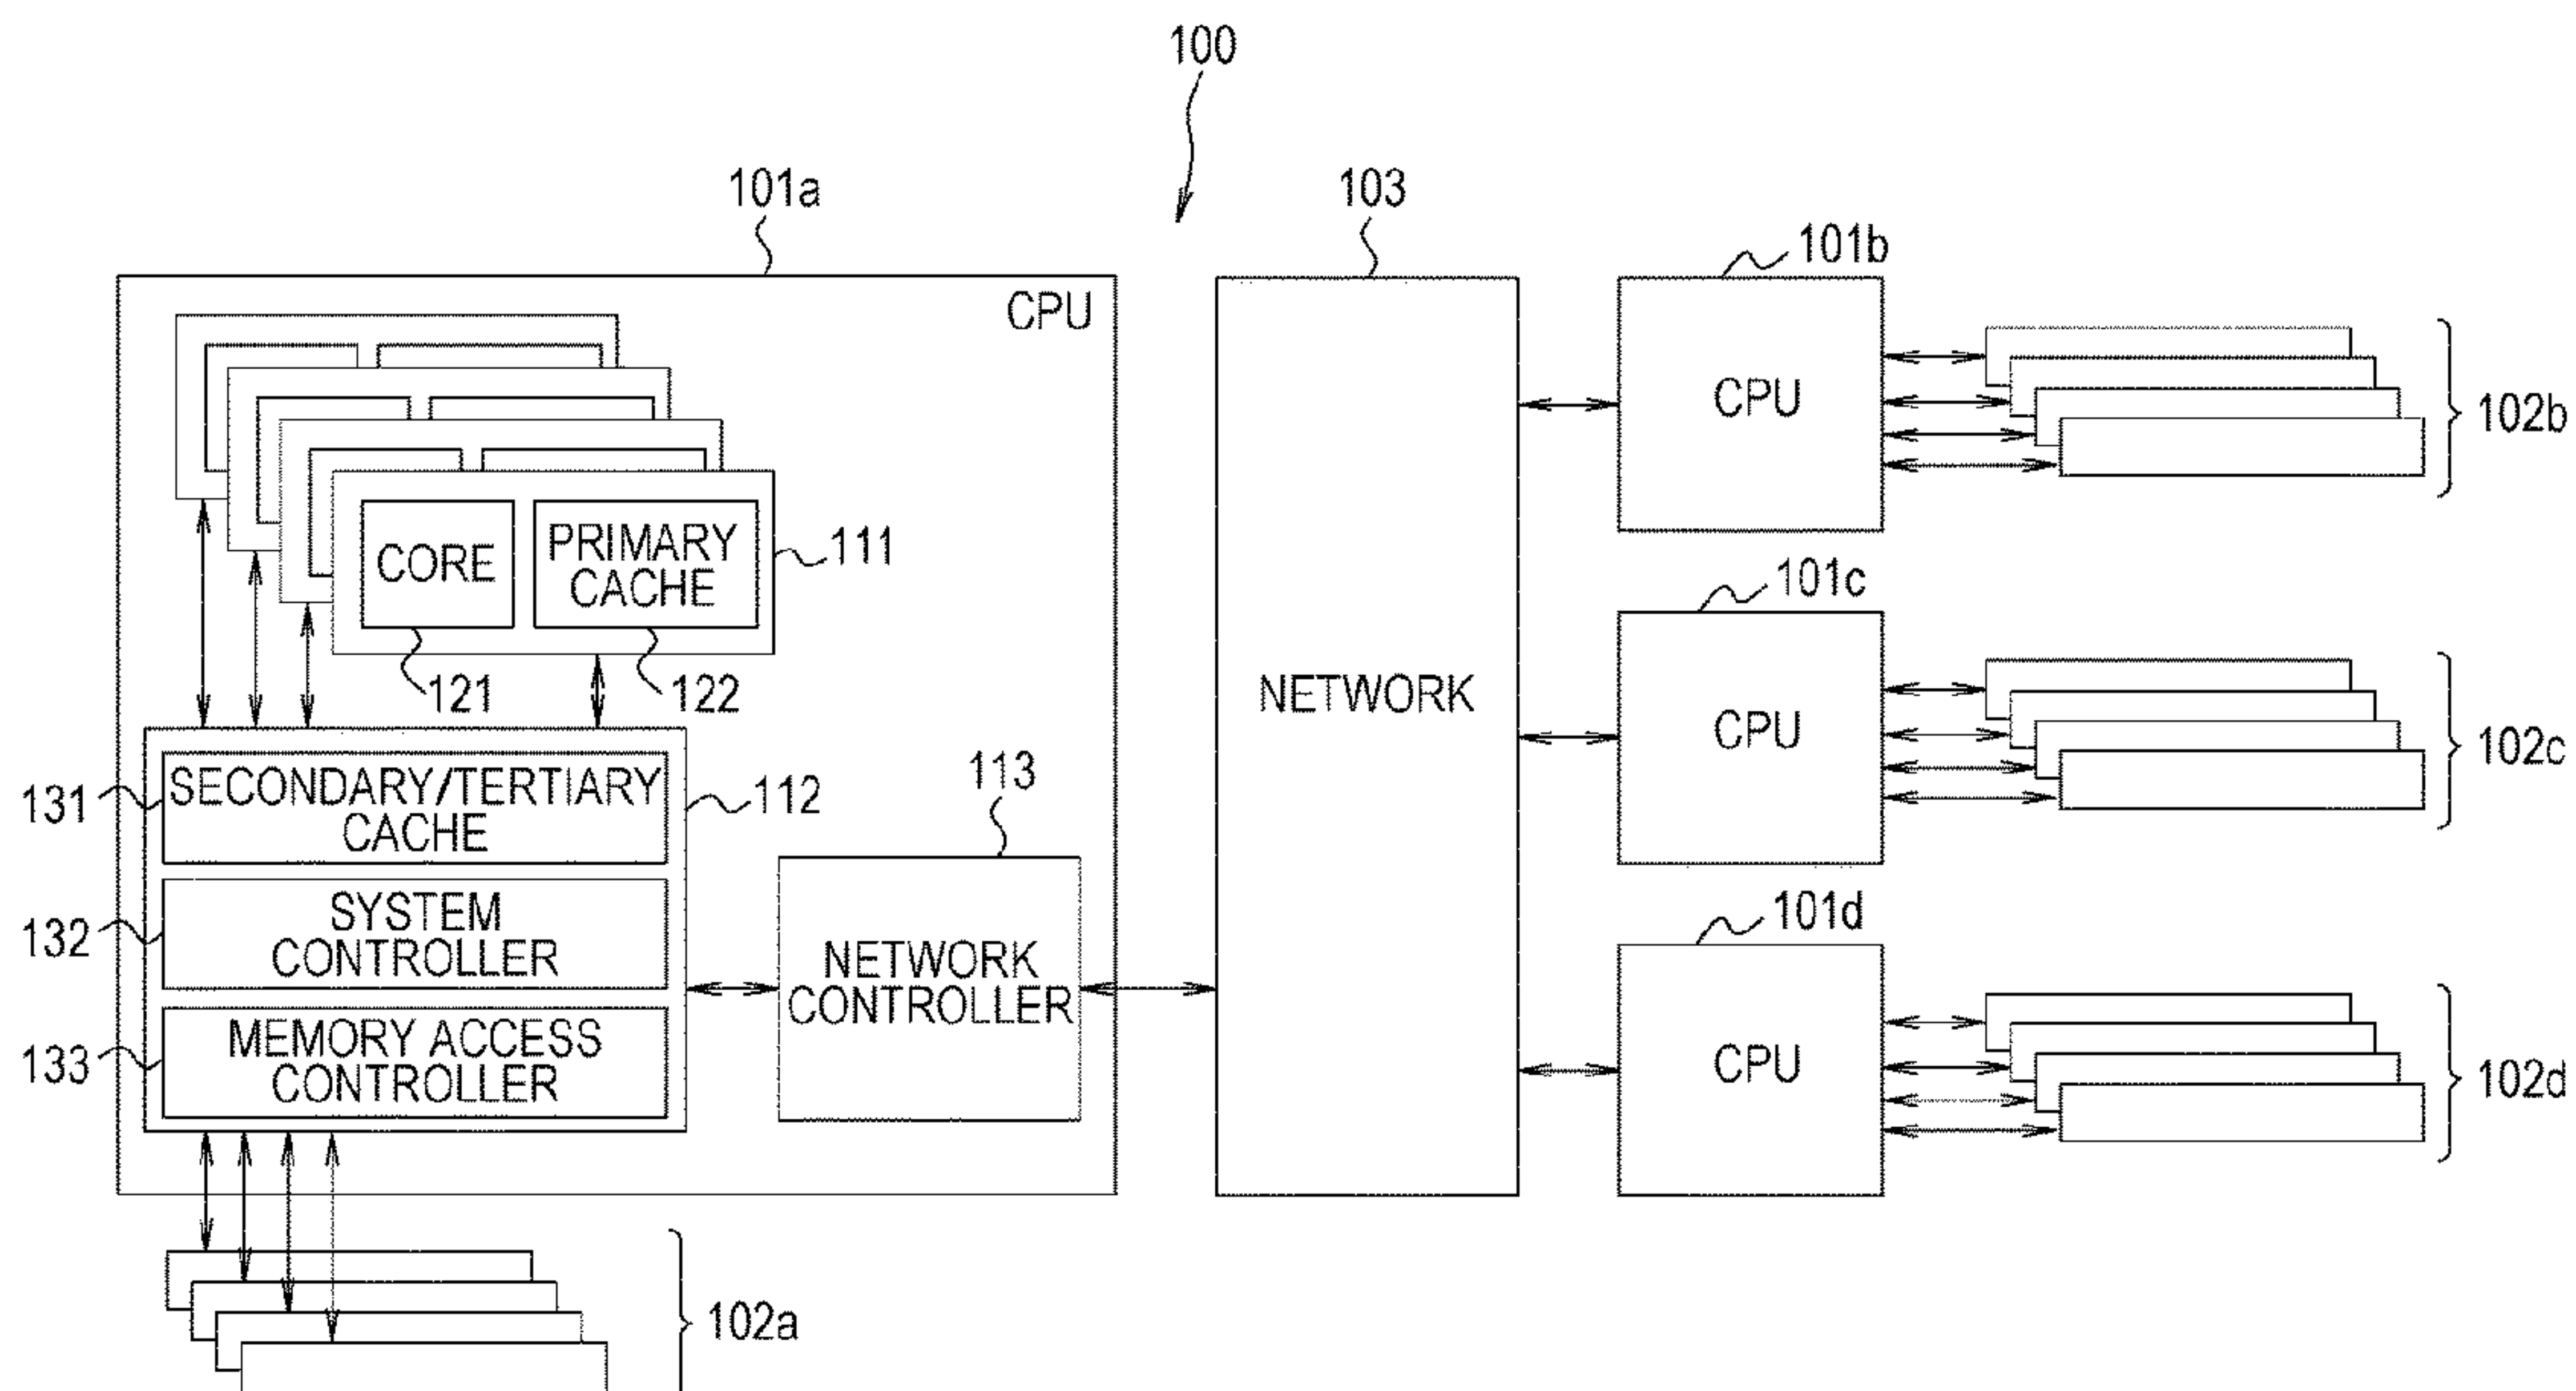 100
101a
103
101b
CPU
CPU
102b
CORE
PRIMARY
CACHE
111
121
122
101c
NETWORK
CPU
102c
131
SECONDARY/TERTIARY
CACHE
112
113
132
SYSTEM
CONTROLLER
NETWORK
CONTROLLER
101d
133
MEMORY ACCESS
CONTROLLER
CPU
102d
102a